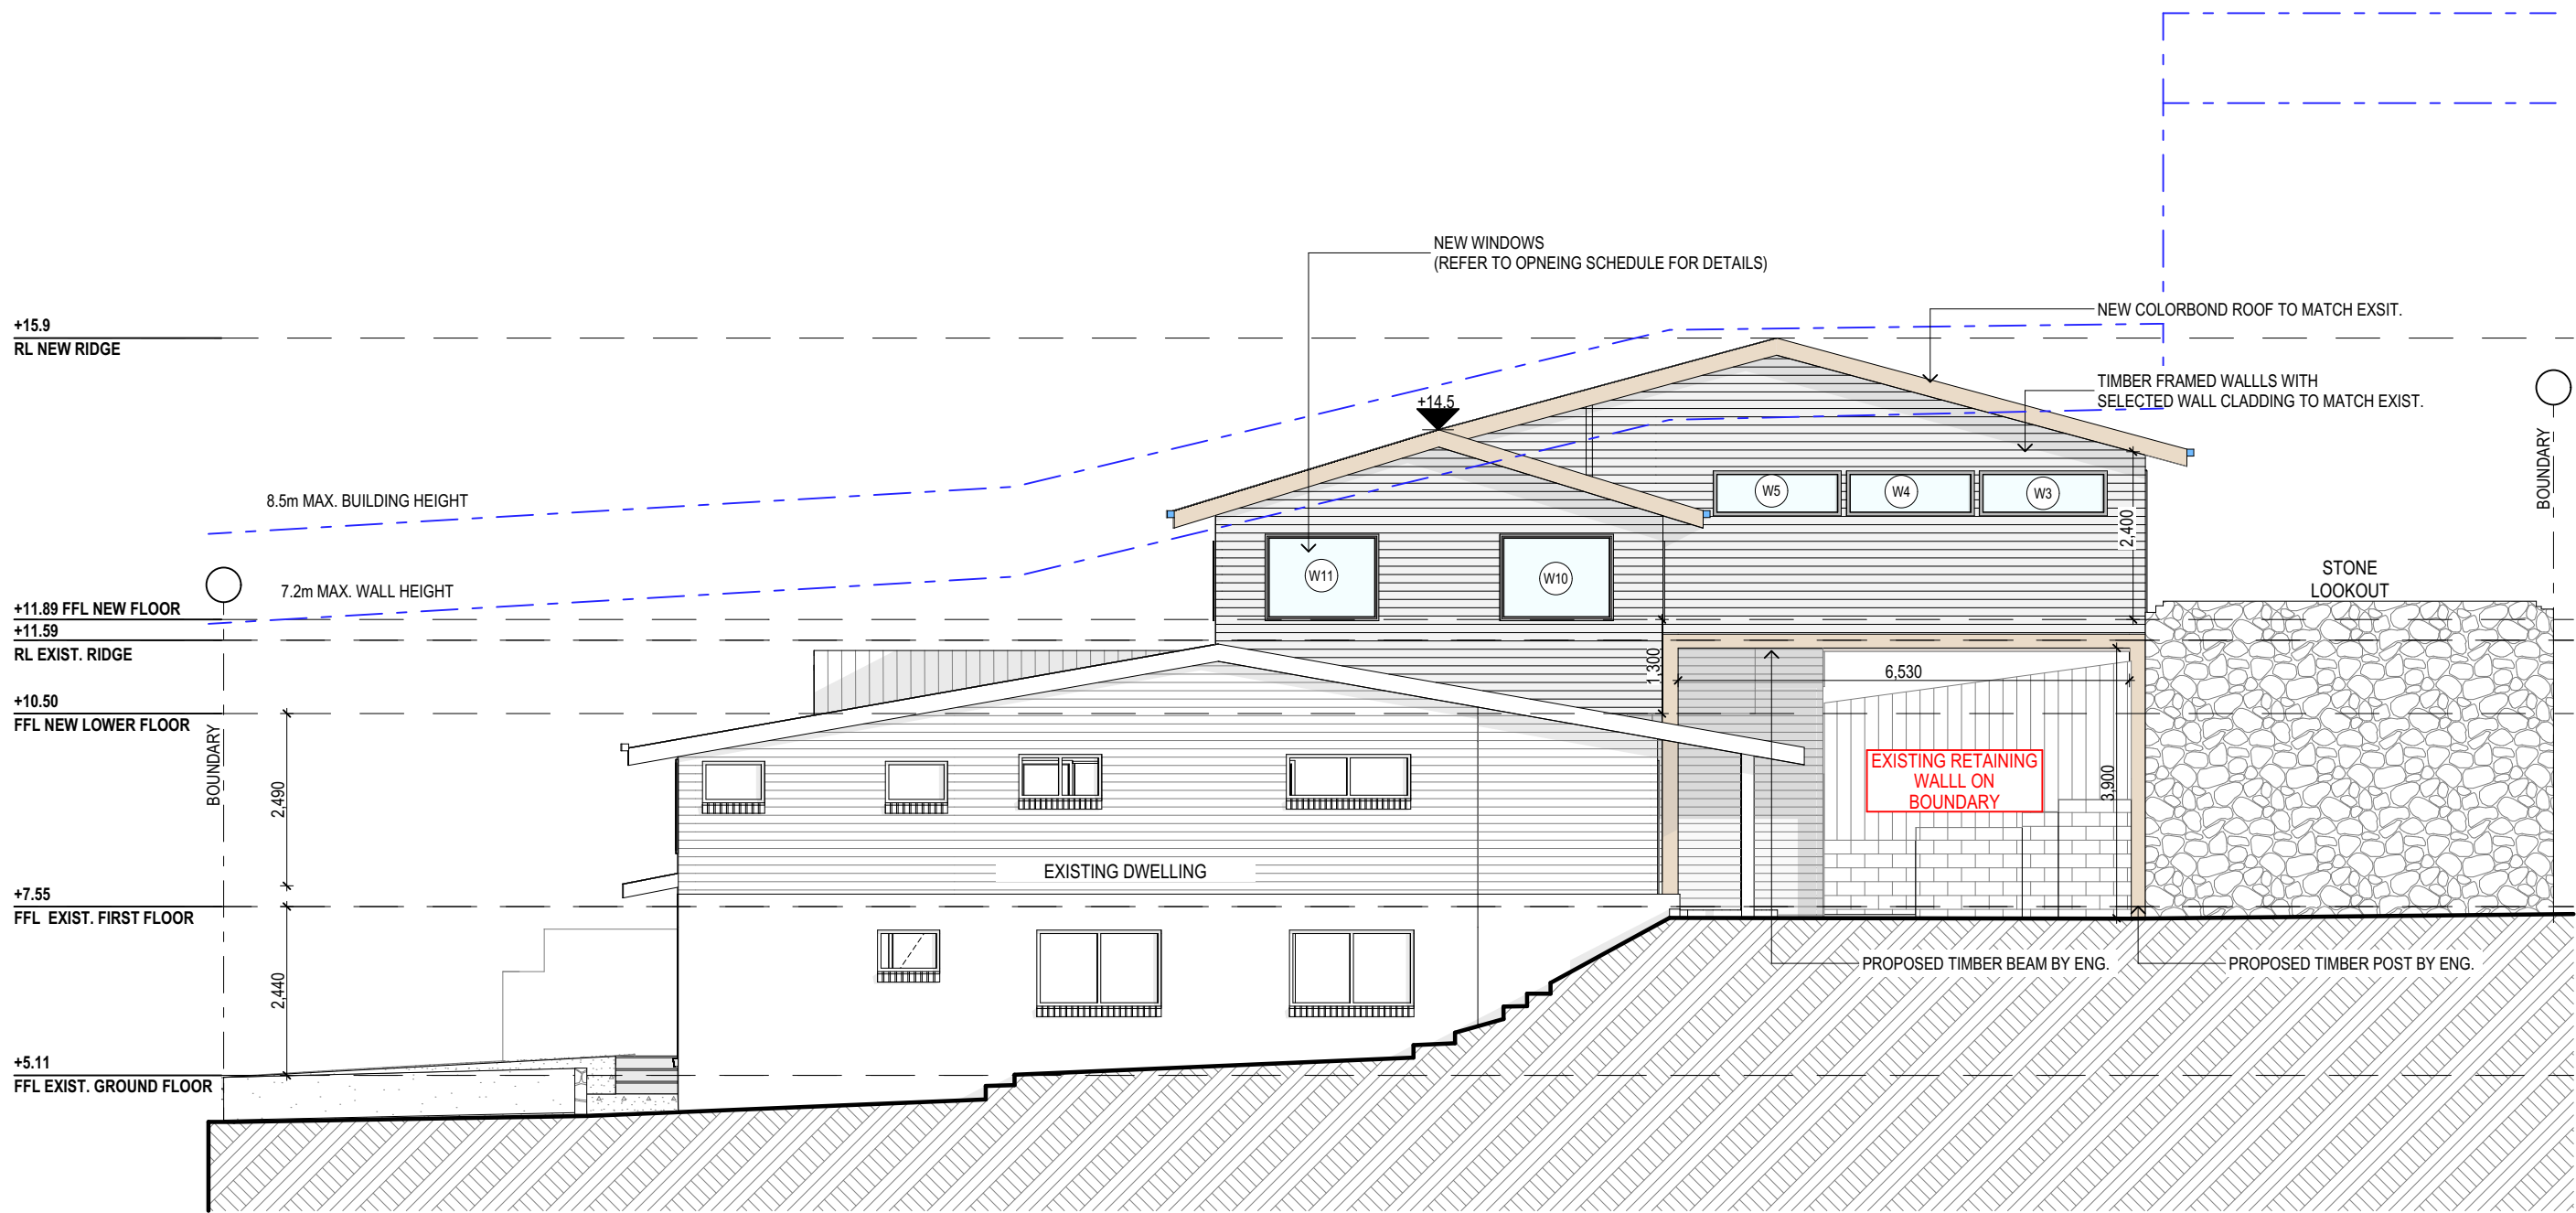 NEW WINDOWS
(REFER TO OPNEING SCHEDULE FOR DETAILS)
NEW COLORBOND ROOF TO MATCH EXSIT.
+15.9
RL NEW RIDGE
TIMBER FRAMED WALLLS WITH
SELECTED WALL CLADDING TO MATCH EXIST.
+14.5
BOUNDARY
8.5m MAX. BUILDING HEIGHT
W5
W4
W3
2,400
7.2m MAX. WALL HEIGHT
W11
W10
STONE
LOOKOUT
+11.89 FFL NEW FLOOR
+11.59
RL EXIST. RIDGE
1,300
6,530
+10.50
FFL NEW LOWER FLOOR
BOUNDARY
2,490
EXISTING RETAINING
WALLL ON
BOUNDARY
3,900
EXISTING DWELLING
+7.55
FFL EXIST. FIRST FLOOR
2,440
PROPOSED TIMBER BEAM BY ENG.
PROPOSED TIMBER POST BY ENG.
+5.11
FFL EXIST. GROUND FLOOR